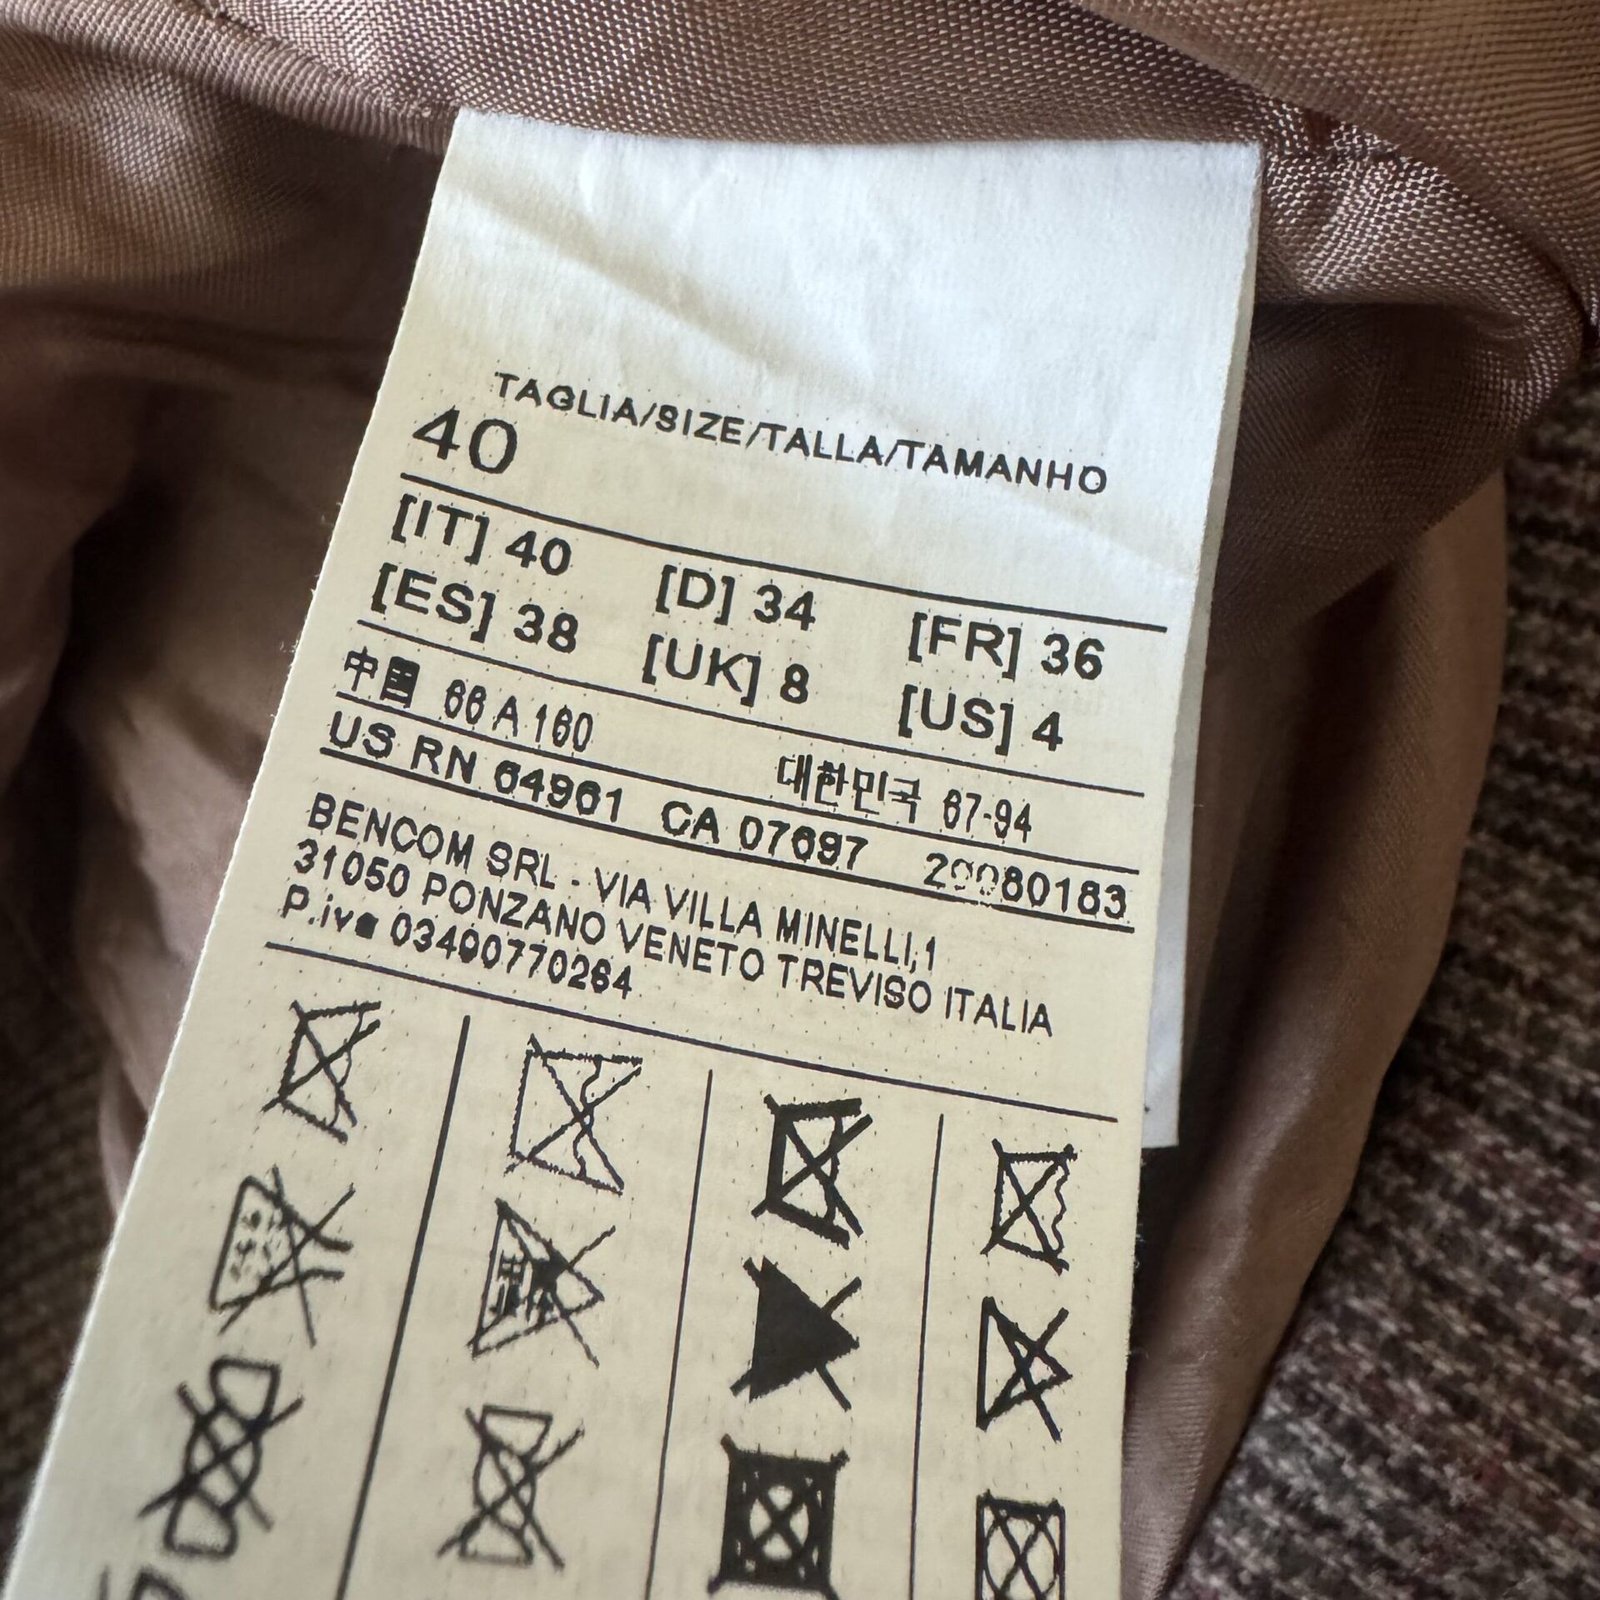 TAGLIA/SIZE/TALLA/TAMANHO
40
[IT] 40 [D] 34 [FR] 36
[ES] 38 [UK] 8 [US] 4
中国 66 A 160 대한민국 67-94
US RN 64961 CA 07697 20080183
BENCOM SRL . VIA VILLA MINELLI,1
31050 PONZANO VENETO TREVISO ITALIA
P.iva 03490770264